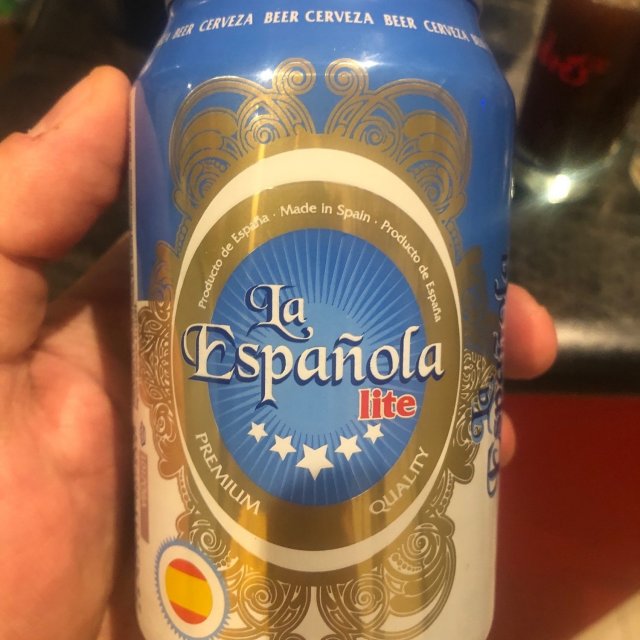 BEER CERVEZA BEER CERVEZA BEER CERVEZA
Producto de España · Made in Spain · Producto de España
La
Española
lite
PREMIUM QUALITY
La